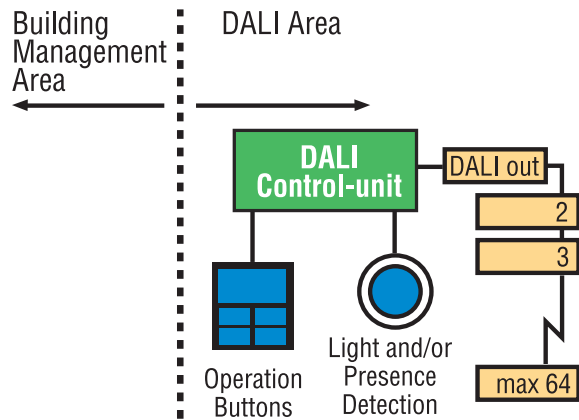 Building
Management
Area
DALI Area
DALI
Control-unit
DALI out
2
3
max 64
Operation
Buttons
Light and/or
Presence
Detection